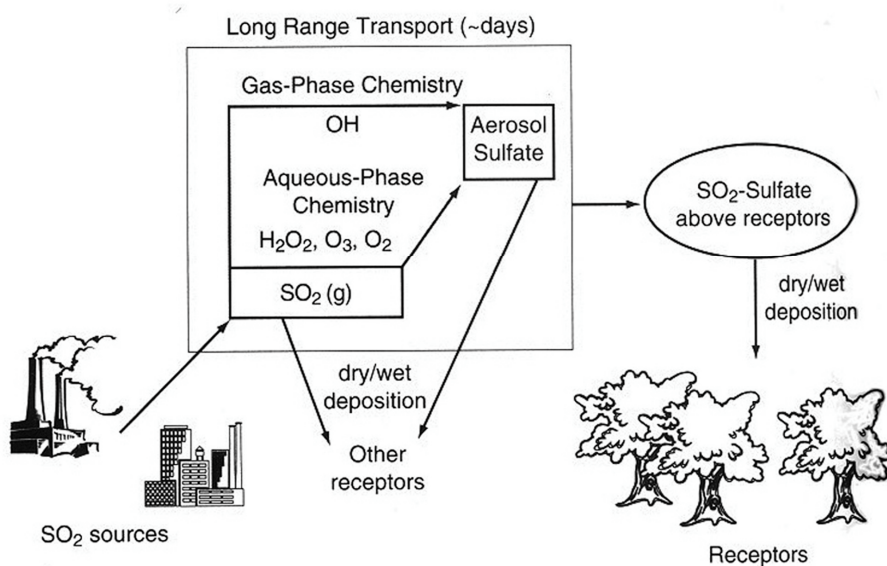 Long Range Transport (~days)
Gas-Phase Chemistry
OH
Aerosol
Sulfate
Aqueous-Phase
Chemistry
H₂O₂, O₃, O₂
SO₂ (g)
SO₂-Sulfate
above receptors
dry/wet
deposition
dry/wet
deposition
Other
receptors
SO₂ sources
Receptors